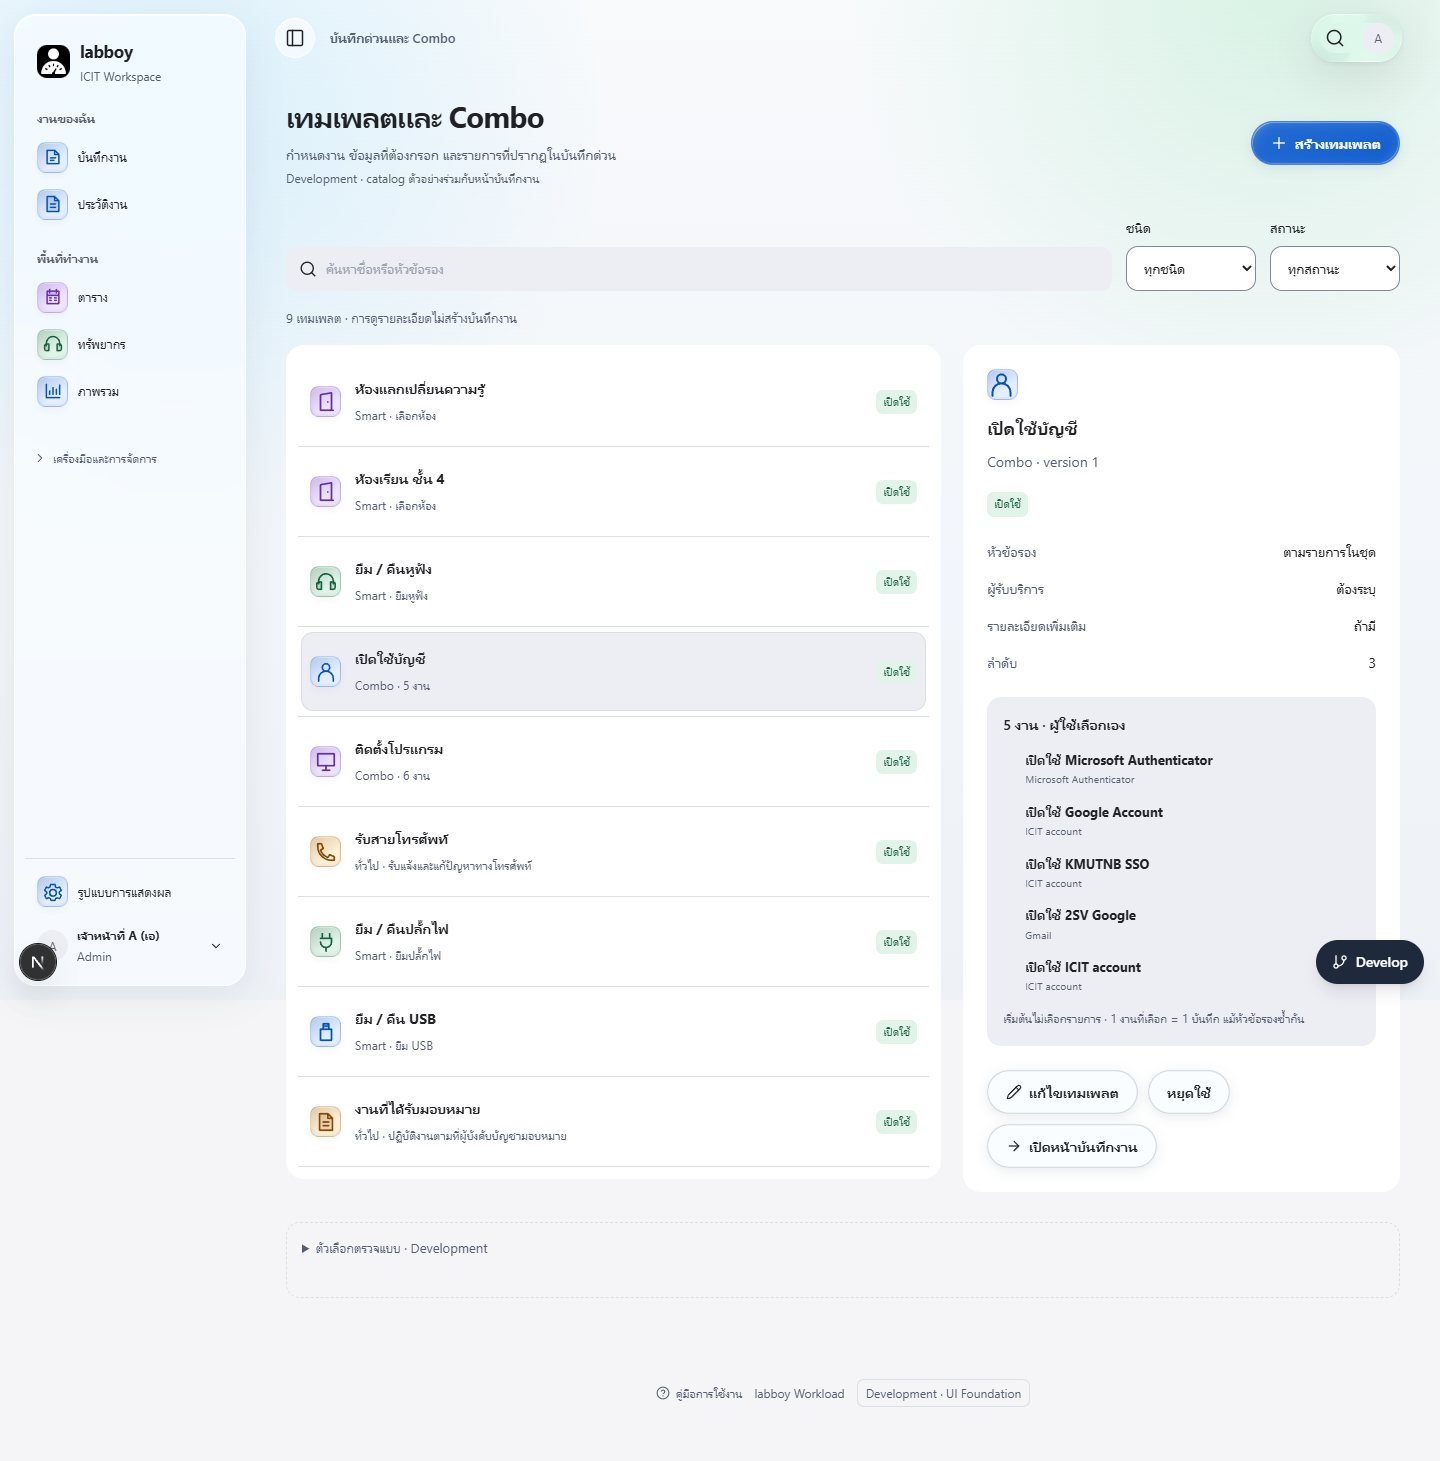 labboy
ICIT Workspace
งานของฉัน
บันทึกงาน
ประวัติงาน
พื้นที่ทำงาน
ตาราง
ทรัพยากร
ภาพรวม
เครื่องมือและการจัดการ
รูปแบบการแสดงผล
A
เจ้าหน้าที่ A (เอ)
Admin
N
บันทึกด่วนและ Combo
A
เทมเพลตและ Combo
กำหนดงาน ข้อมูลที่ต้องกรอก และรายการที่ปรากฏในบันทึกด่วน
Development · catalog ตัวอย่างร่วมกับหน้าบันทึกงาน
สร้างเทมเพลต
ค้นหาชื่อหรือหัวข้อรอง
ชนิด
ทุกชนิด
สถานะ
ทุกสถานะ
9 เทมเพลต · การดูรายละเอียดไม่สร้างบันทึกงาน
ห้องแลกเปลี่ยนความรู้
Smart · เลือกห้อง
เปิดใช้
ห้องเรียน ชั้น 4
Smart · เลือกห้อง
เปิดใช้
ยืม / คืนหูฟัง
Smart · ยืมหูฟัง
เปิดใช้
เปิดใช้บัญชี
Combo · 5 งาน
เปิดใช้
ติดตั้งโปรแกรม
Combo · 6 งาน
เปิดใช้
รับสายโทรศัพท์
ทั่วไป · รับแจ้งและแก้ปัญหาทางโทรศัพท์
เปิดใช้
ยืม / คืนปลั๊กไฟ
Smart · ยืมปลั๊กไฟ
เปิดใช้
ยืม / คืน USB
Smart · ยืม USB
เปิดใช้
งานที่ได้รับมอบหมาย
ทั่วไป · ปฏิบัติงานตามที่ผู้บังคับบัญชามอบหมาย
เปิดใช้
เปิดใช้บัญชี
Combo · version 1
เปิดใช้
หัวข้อรอง ตามรายการในชุด
ผู้รับบริการ ต้องระบุ
รายละเอียดเพิ่มเติม ถ้ามี
ลำดับ 3
5 งาน · ผู้ใช้เลือกเอง
เปิดใช้ Microsoft Authenticator
Microsoft Authenticator
เปิดใช้ Google Account
ICIT account
เปิดใช้ KMUTNB SSO
ICIT account
เปิดใช้ 2SV Google
Gmail
เปิดใช้ ICIT account
ICIT account
เริ่มต้นไม่เลือกรายการ · 1 งานที่เลือก = 1 บันทึก แม้หัวข้อรองซ้ำกัน
แก้ไขเทมเพลต
หยุดใช้
เปิดหน้าบันทึกงาน
Develop
ตัวเลือกตรวจแบบ · Development
คู่มือการใช้งาน
labboy Workload
Development · UI Foundation